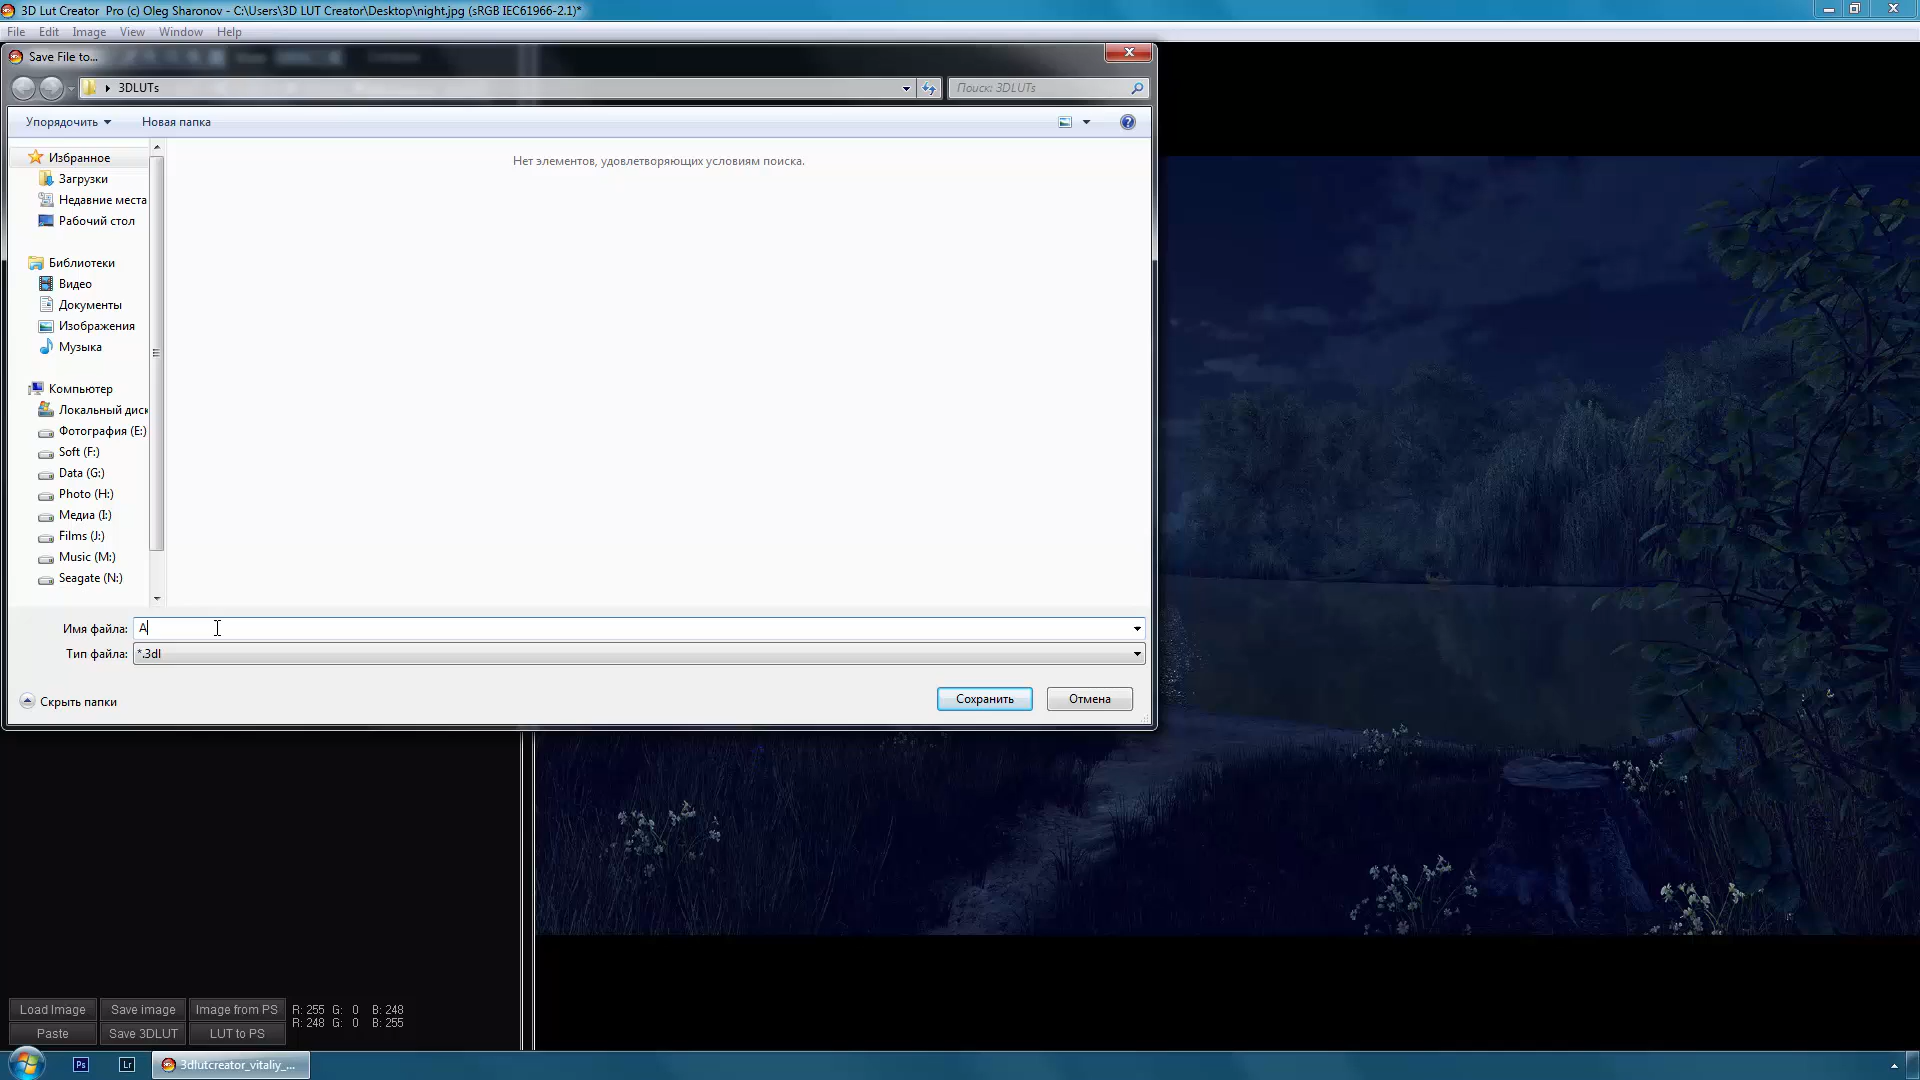 3D Lut Creator Pro (c) Oleg Sharonov - C:\Users\3D LUT Creator\Desktop\night.jpg (sRGB IEC61966-2.1)*
File Edit Image View Window Help
Save File to...
3DLUTs
Поиск: 3DLUTs
Упорядочить
Новая папка
Избранное
Загрузки
Недавние места
Рабочий стол
Библиотеки
Видео
Документы
Изображения
Музыка
Компьютер
Локальный диск
Фотография (E:)
Soft (F:)
Data (G:)
Photo (H:)
Медиа (I:)
Films (J:)
Music (M:)
Seagate (N:)
Нет элементов, удовлетворяющих условиям поиска.
Имя файла: A
Тип файла: *.3dl
Скрыть папки
Сохранить
Отмена
Load Image Save image Image from PS
R: 255 G: 0 B: 248
R: 248 G: 0 B: 255
Paste Save 3DLUT LUT to PS
Ps
Lr
3dlutcreator_vitaliy_...